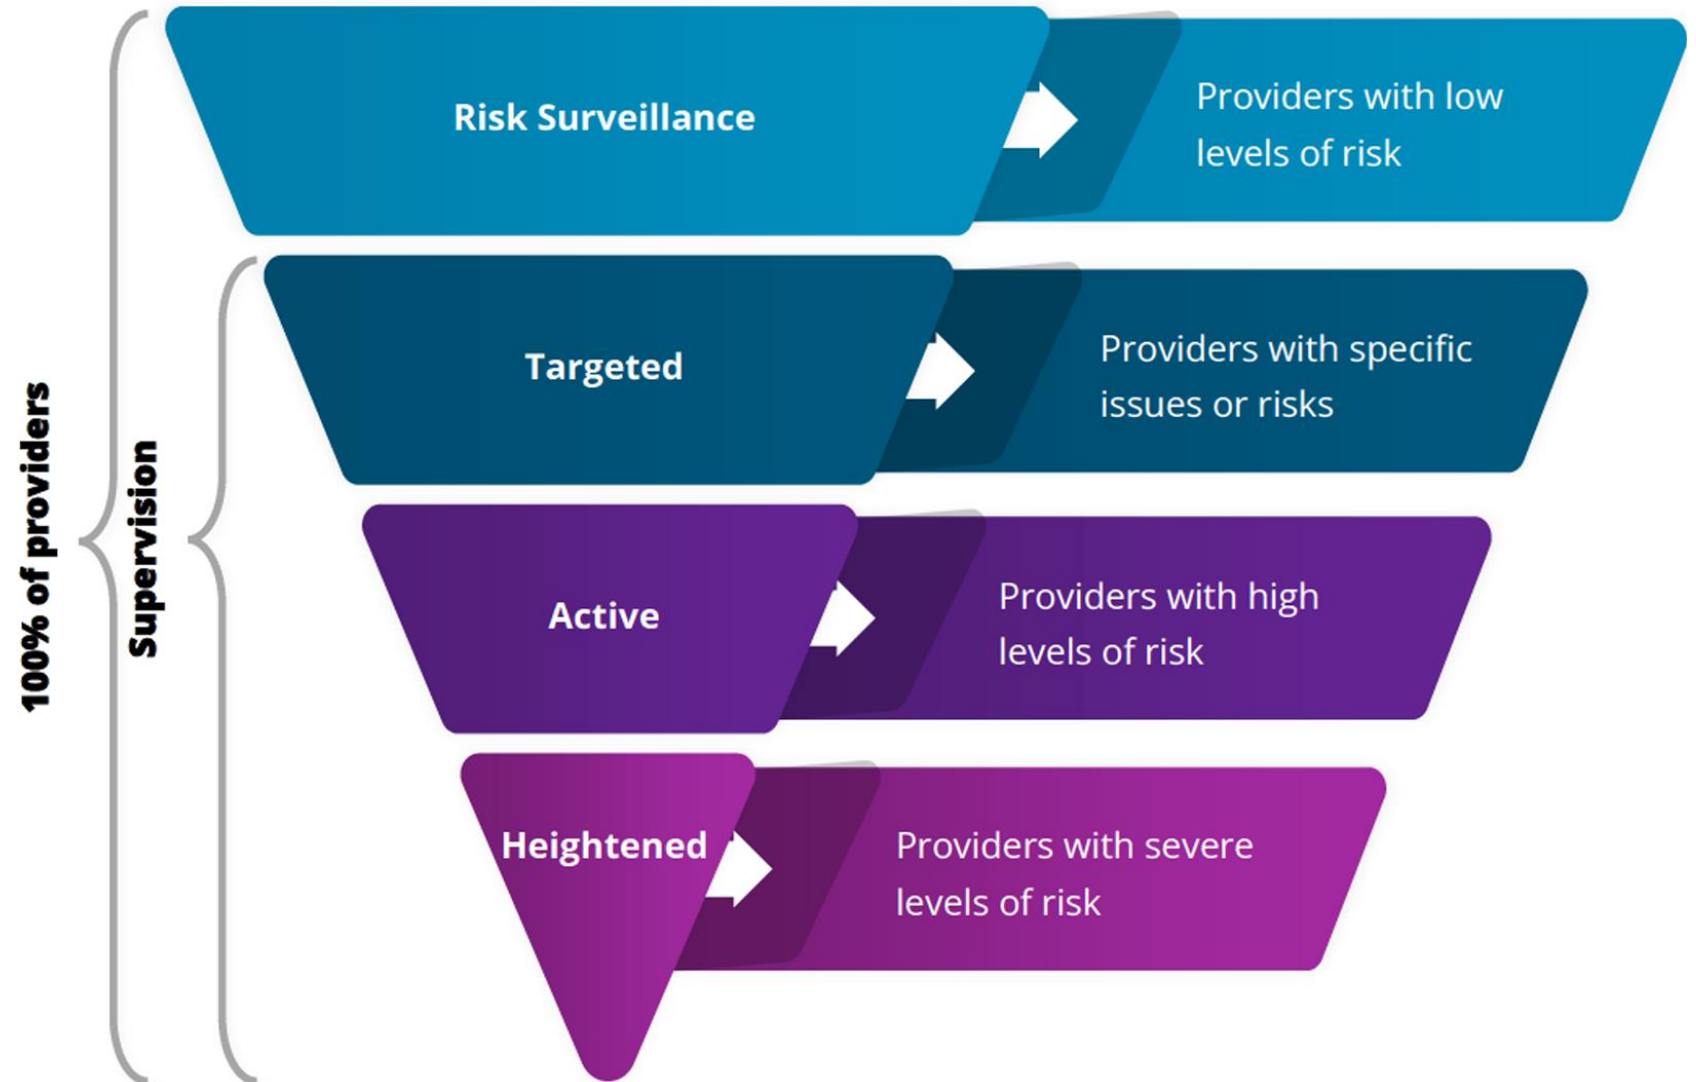 100% of providers
Supervision
Risk Surveillance
Providers with low
levels of risk
Targeted
Providers with specific
issues or risks
Active
Providers with high
levels of risk
Heightened
Providers with severe
levels of risk